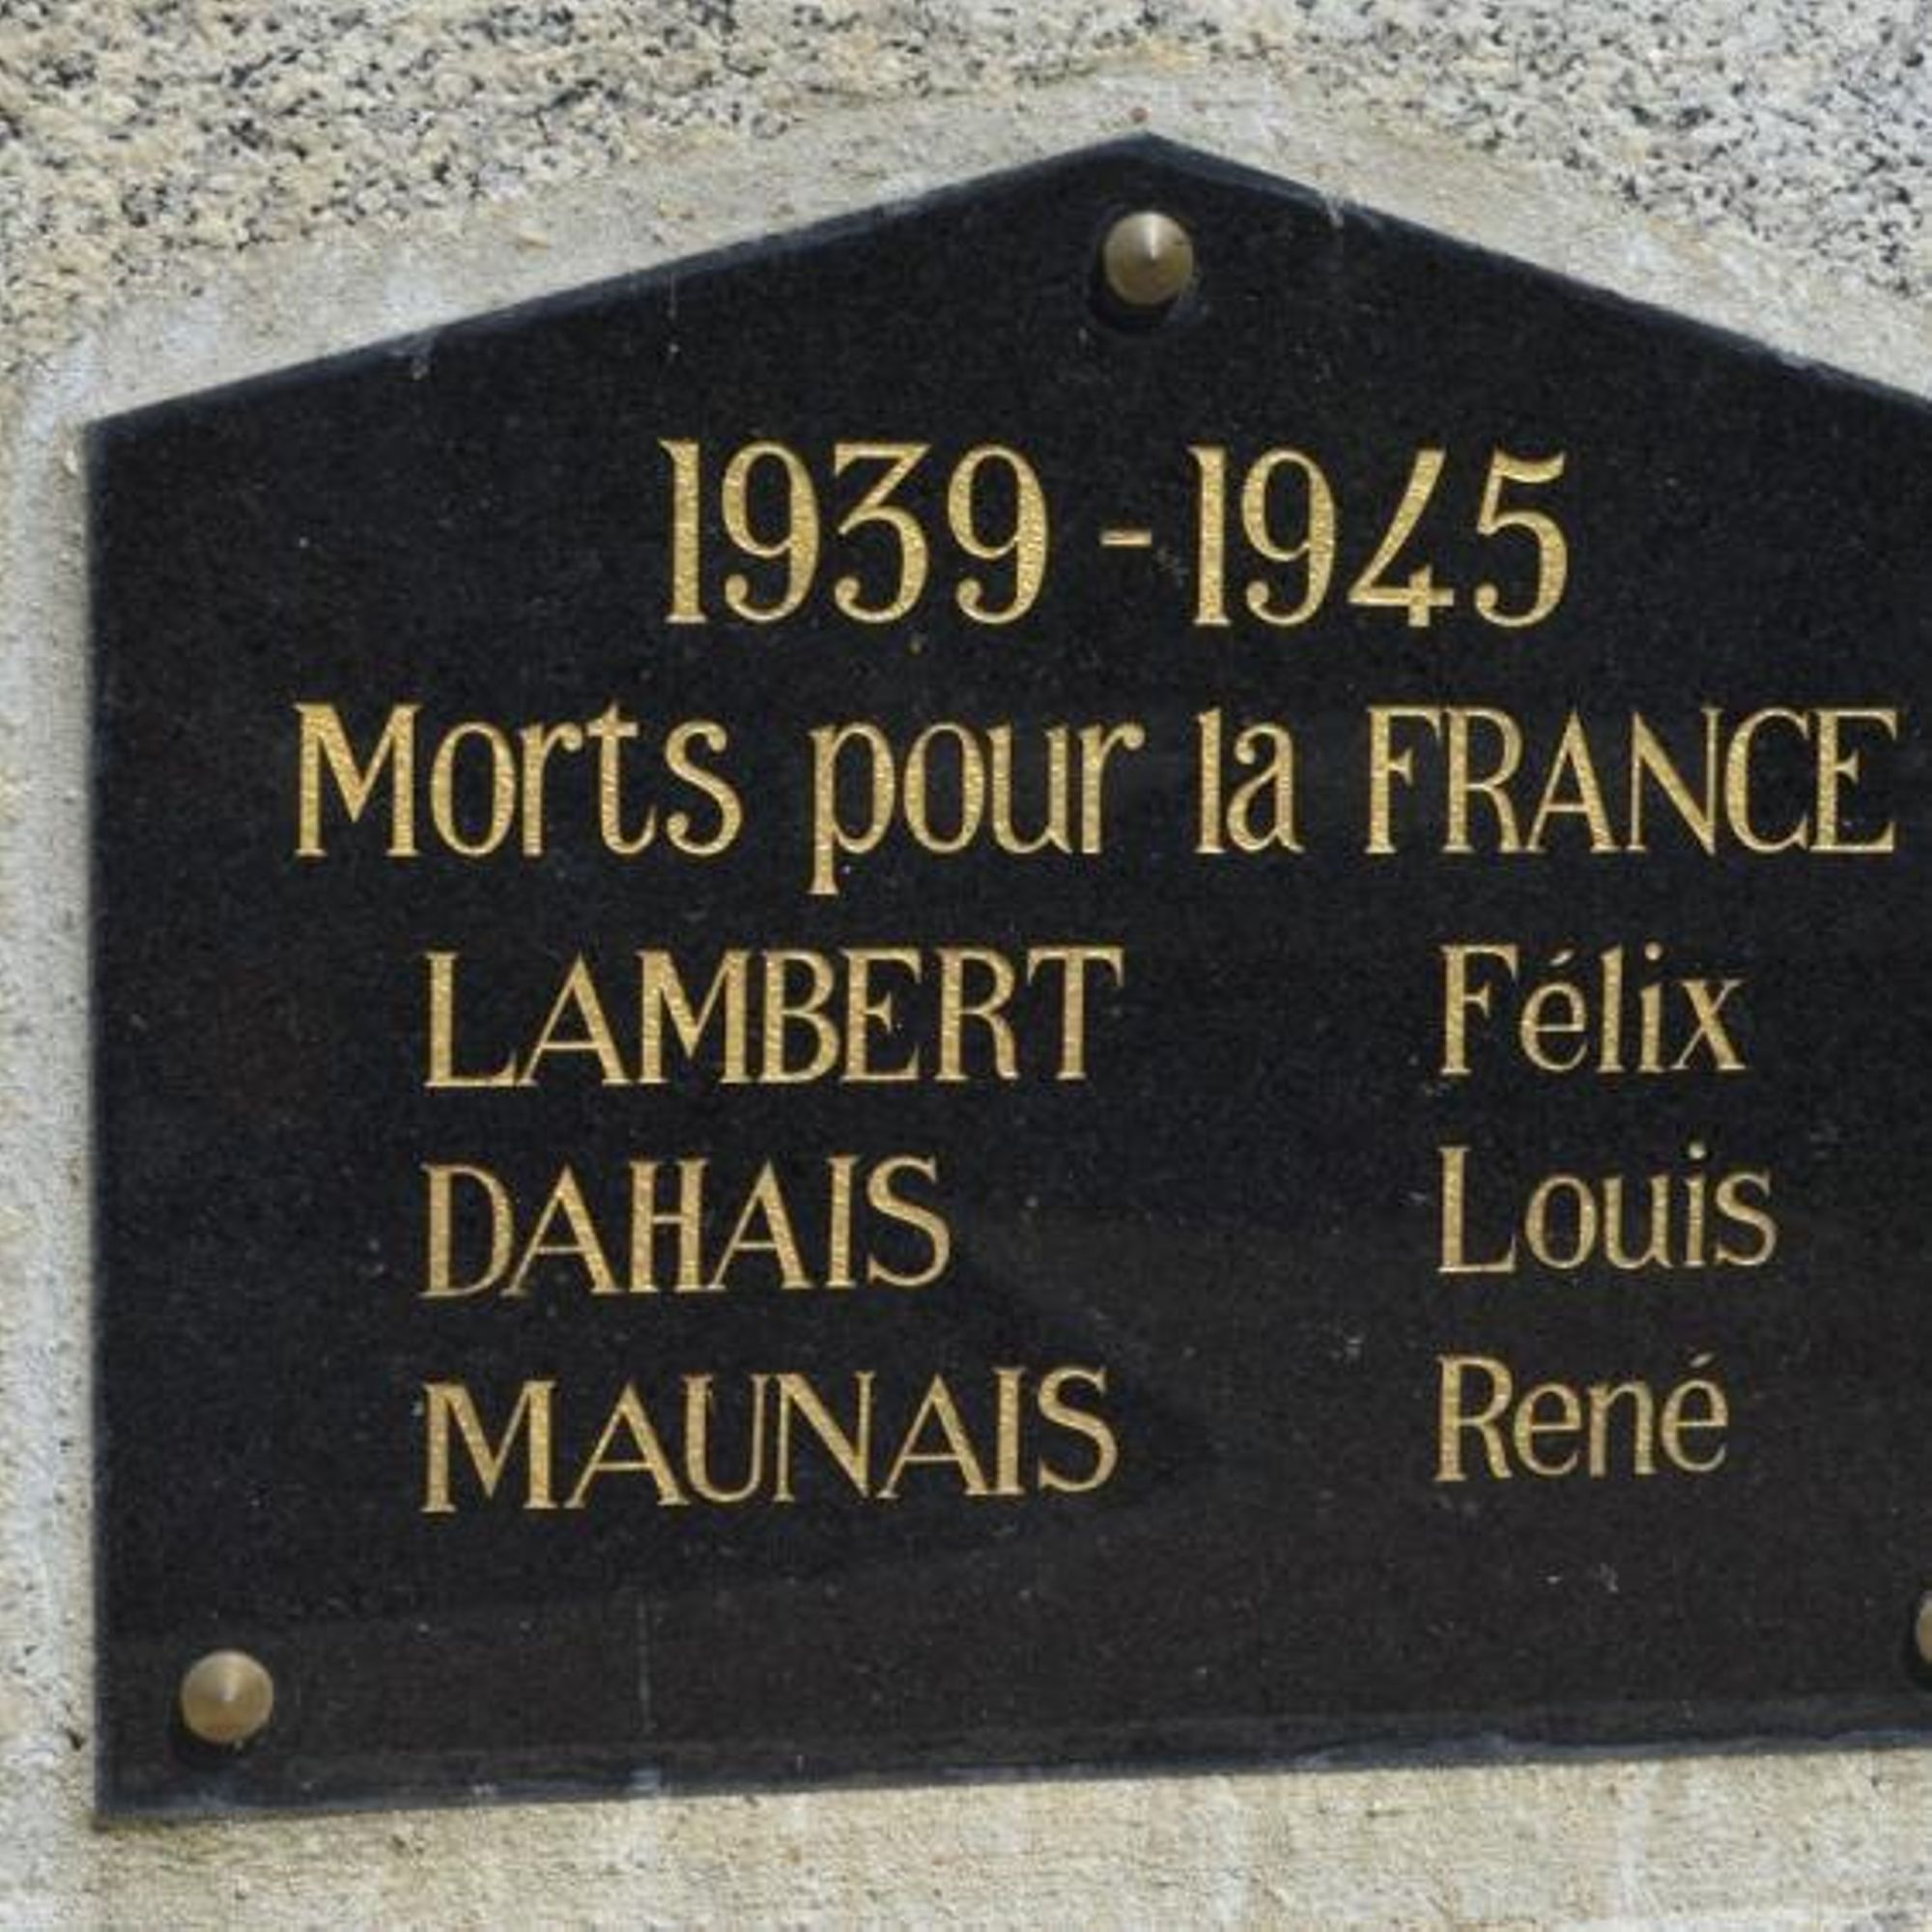 1939 - 1945
Morts pour la FRANCE
LAMBERT Félix
DAHAIS Louis
MAUNAIS René